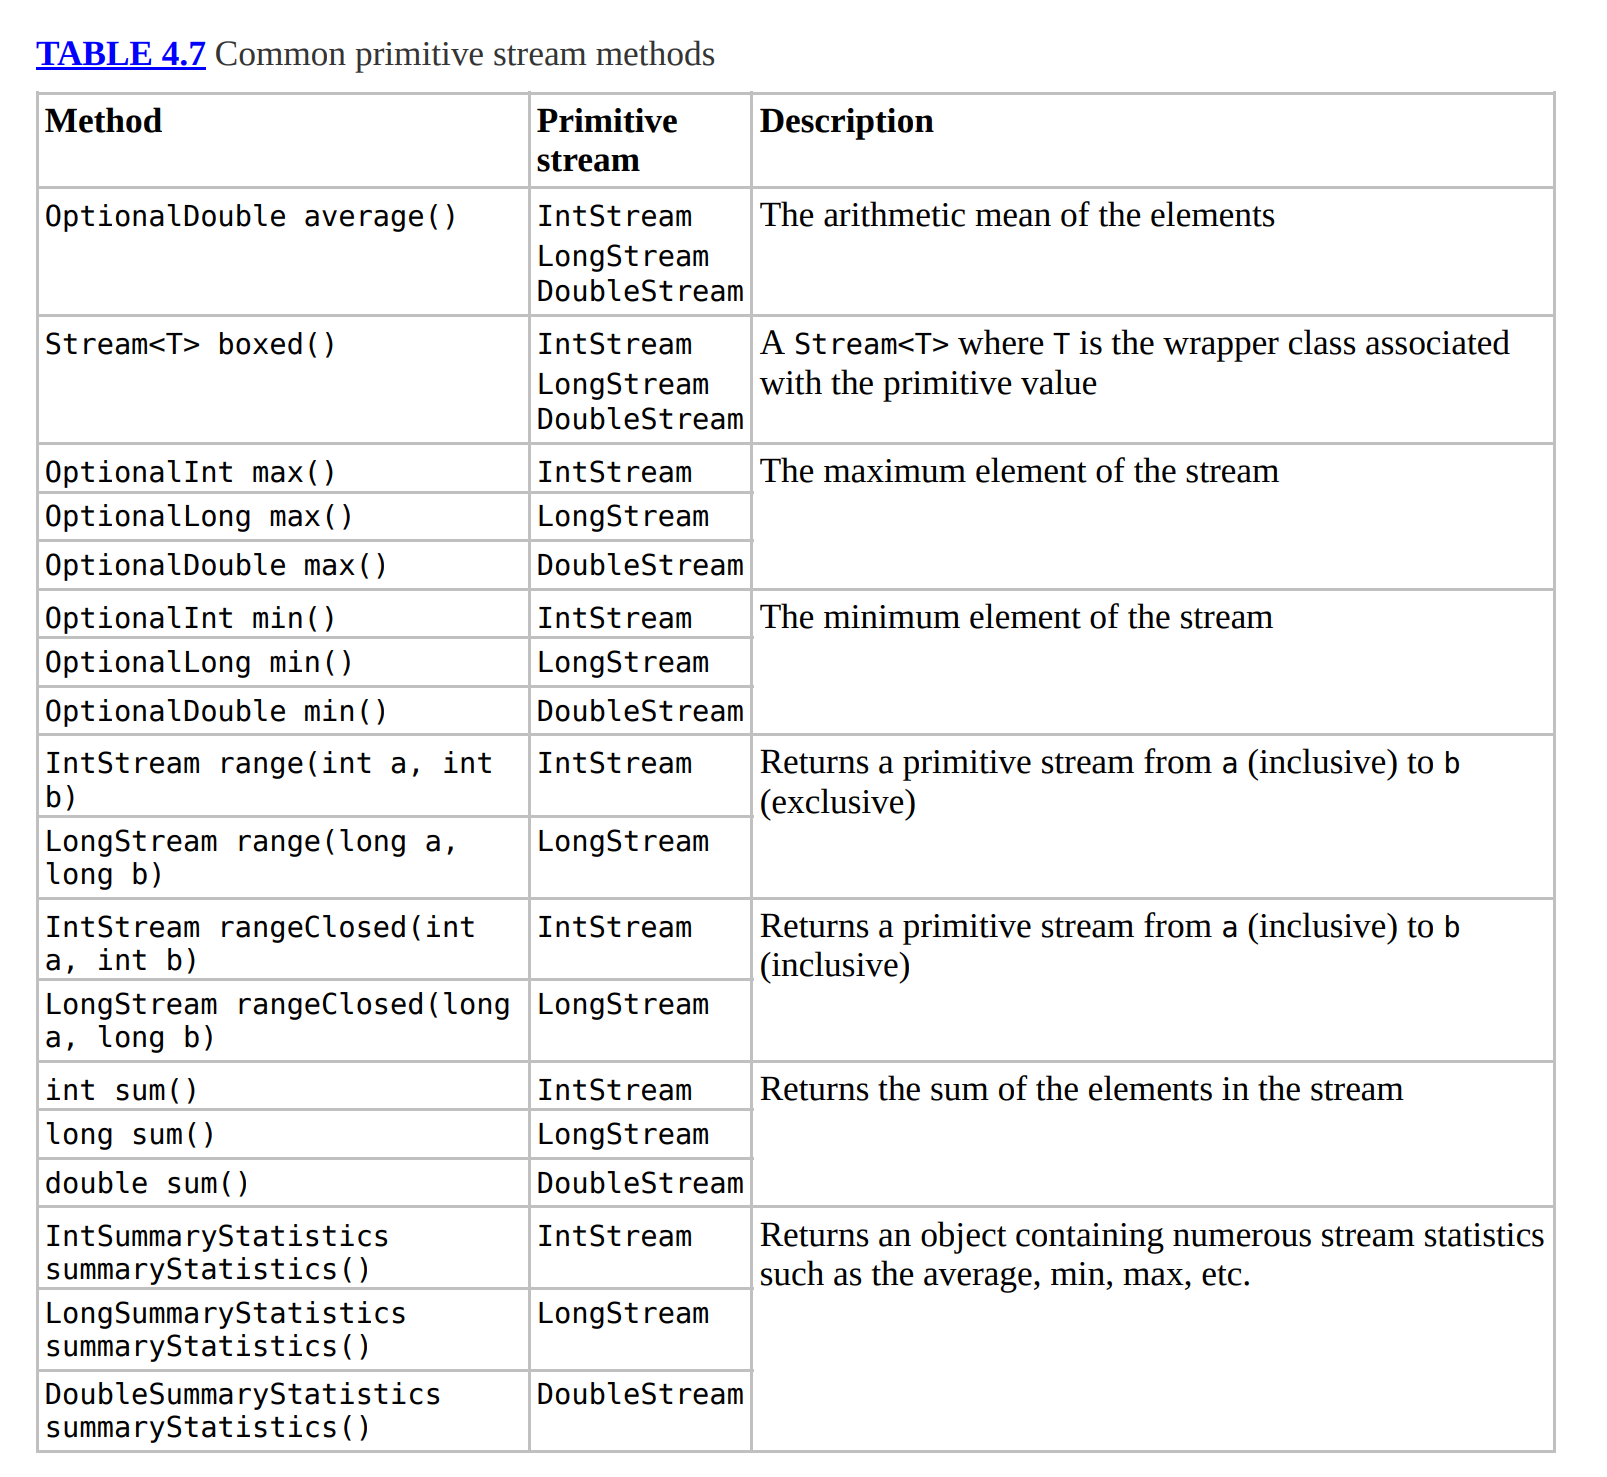 TABLE 4.7 Common primitive stream methods
Method
Primitive
stream
Description
OptionalDouble average()
IntStream
LongStream
DoubleStream
The arithmetic mean of the elements
Stream<T> boxed()
IntStream
LongStream
DoubleStream
A Stream<T> where T is the wrapper class associated
with the primitive value
OptionalInt max()
IntStream
The maximum element of the stream
OptionalLong max()
LongStream
OptionalDouble max()
DoubleStream
OptionalInt min()
IntStream
The minimum element of the stream
OptionalLong min()
LongStream
OptionalDouble min()
DoubleStream
IntStream range(int a, int
b)
IntStream
Returns a primitive stream from a (inclusive) to b
(exclusive)
LongStream range(long a,
long b)
LongStream
IntStream rangeClosed(int
a, int b)
IntStream
Returns a primitive stream from a (inclusive) to b
(inclusive)
LongStream rangeClosed(long
a, long b)
LongStream
int sum()
IntStream
Returns the sum of the elements in the stream
long sum()
LongStream
double sum()
DoubleStream
IntSummaryStatistics
summaryStatistics()
IntStream
Returns an object containing numerous stream statistics
such as the average, min, max, etc.
LongSummaryStatistics
summaryStatistics()
LongStream
DoubleSummaryStatistics
summaryStatistics()
DoubleStream